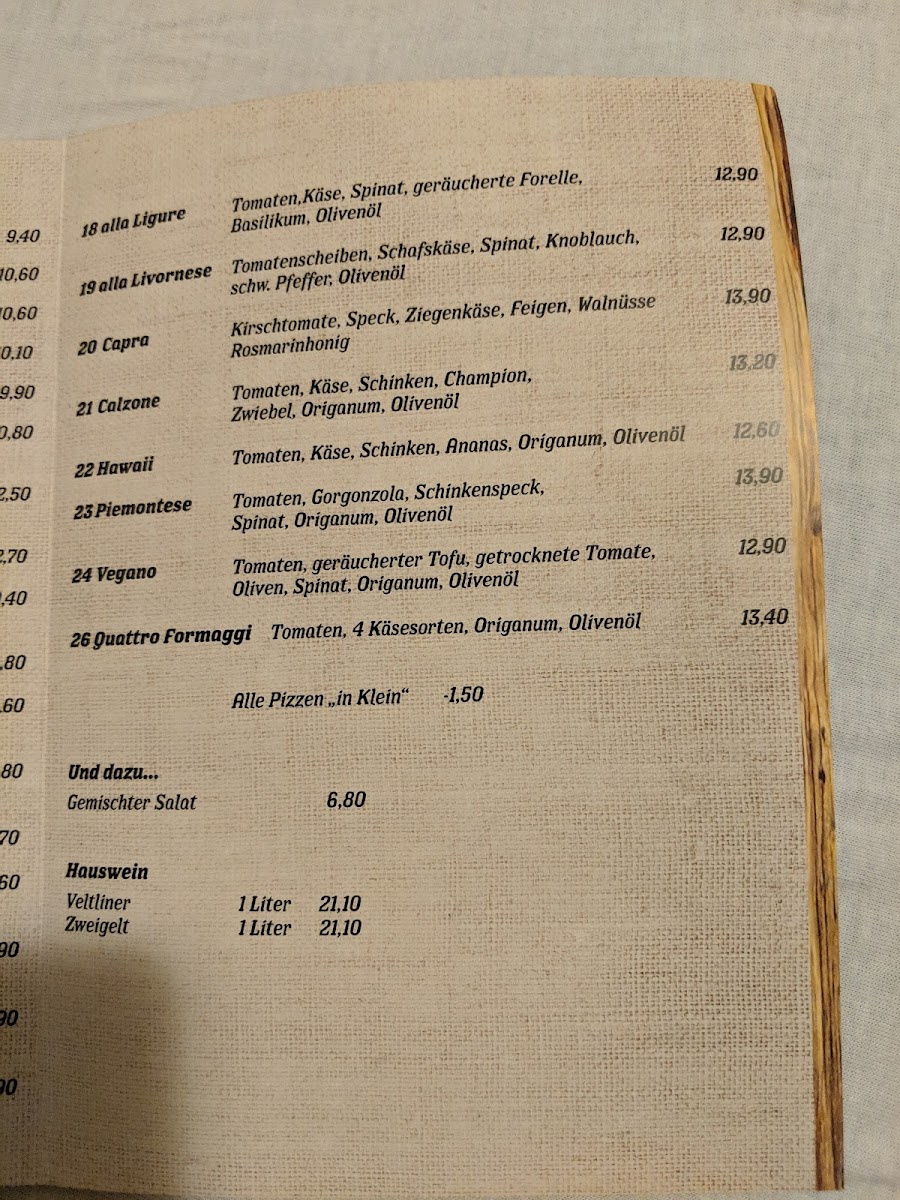 18 alla Ligure Tomaten,Käse, Spinat, geräucherte Forelle, 12,90
Basilikum, Olivenöl
19 alla Livornese Tomatenscheiben, Schafskäse, Spinat, Knoblauch, 12,90
schw. Pfeffer, Olivenöl
20 Capra Kirschtomate, Speck, Ziegenkäse, Feigen, Walnüsse 13,90
Rosmarinhonig
21 Calzone Tomaten, Käse, Schinken, Champion, 13,20
Zwiebel, Origanum, Olivenöl
22 Hawaii Tomaten, Käse, Schinken, Ananas, Origanum, Olivenöl 12,60
23 Piemontese Tomaten, Gorgonzola, Schinkenspeck, 13,90
Spinat, Origanum, Olivenöl
24 Vegano Tomaten, geräucherter Tofu, getrocknete Tomate, 12,90
Oliven, Spinat, Origanum, Olivenöl
26 Quattro Formaggi Tomaten, 4 Käsesorten, Origanum, Olivenöl 13,40
Alle Pizzen „in Klein“ -1,50
Und dazu...
Gemischter Salat 6,80
Hauswein
Veltliner 1 Liter 21,10
Zweigelt 1 Liter 21,10
9,40